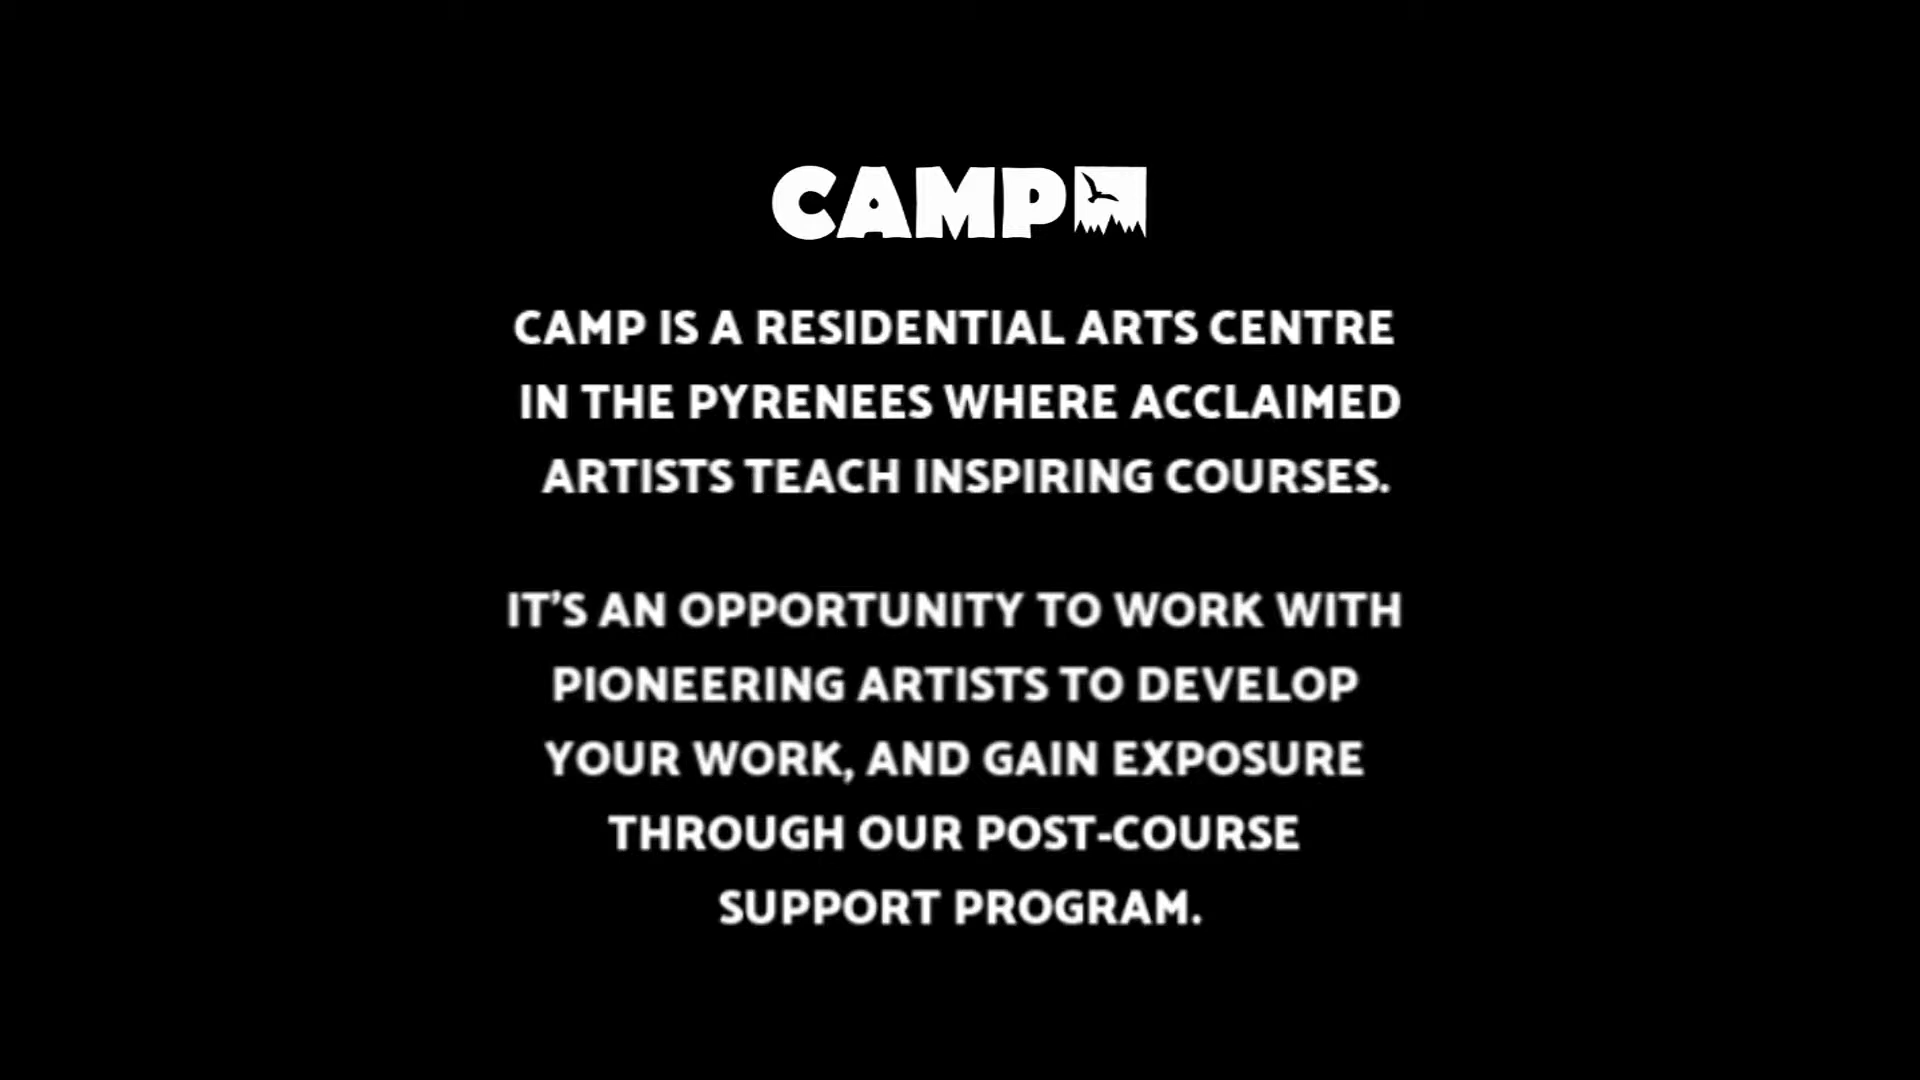 CAMP
CAMP IS A RESIDENTIAL ARTS CENTRE
IN THE PYRENEES WHERE ACCLAIMED
ARTISTS TEACH INSPIRING COURSES.
IT'S AN OPPORTUNITY TO WORK WITH
PIONEERING ARTISTS TO DEVELOP
YOUR WORK, AND GAIN EXPOSURE
THROUGH OUR POST-COURSE
SUPPORT PROGRAM.